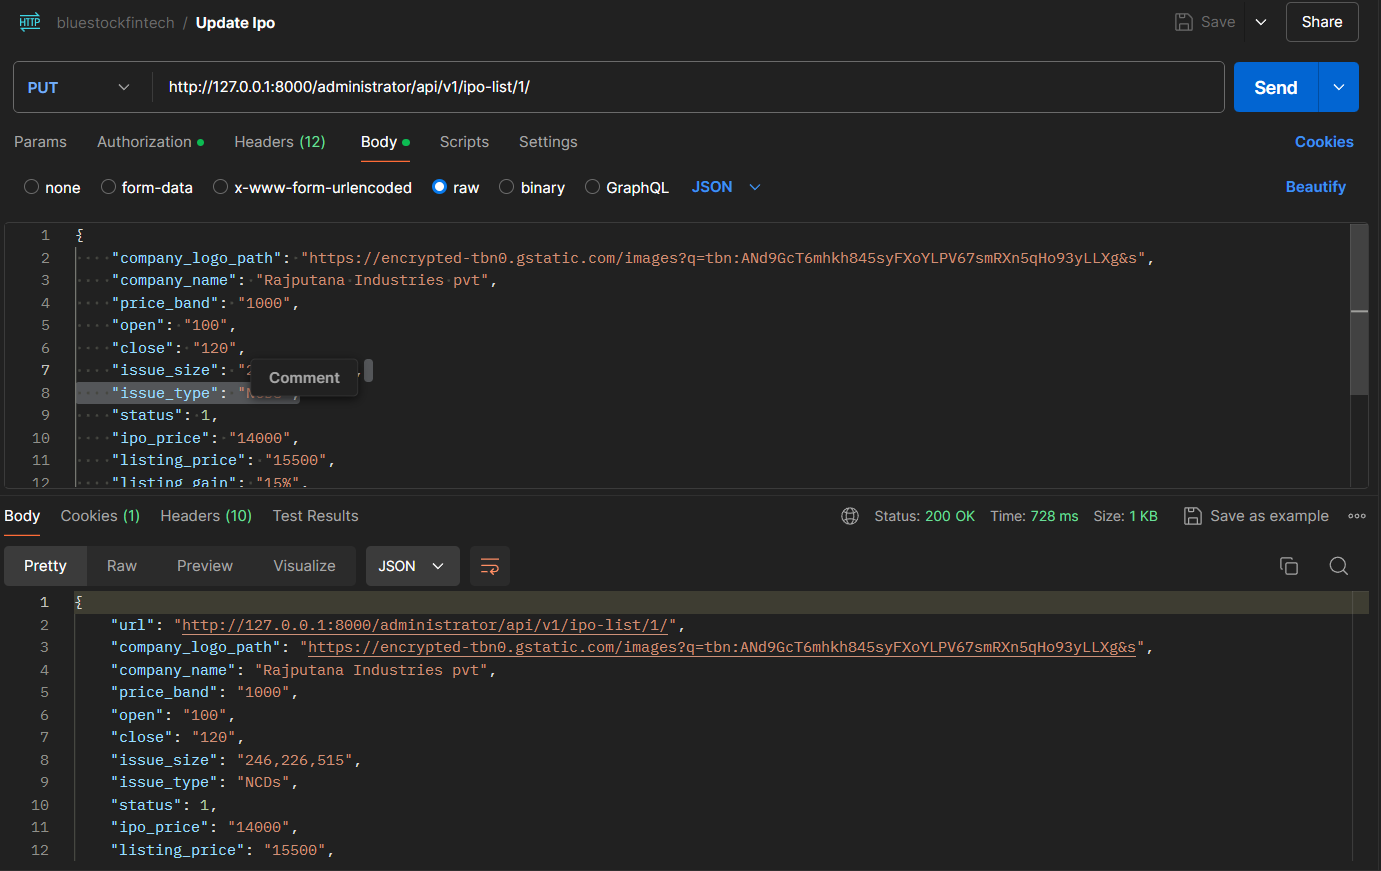 HTTP bluestockfintech / Update Ipo Save Share
PUT http://127.0.0.1:8000/administrator/api/v1/ipo-list/1/ Send
Params Authorization Headers (12) Body Scripts Settings Cookies
none form-data x-www-form-urlencoded raw binary GraphQL JSON Beautify
1 {
2 "company_logo_path": "https://encrypted-tbn0.gstatic.com/images?q=tbn:ANd9GcT6mhkh845syFXoYLPV67smRXn5qHo93yLLXg&s",
3 "company_name": "Rajputana Industries pvt",
4 "price_band": "1000",
5 "open": "100",
6 "close": "120",
7 "issue_size": "2
Comment
8 "issue_type":
9 "status": 1,
10 "ipo_price": "14000",
11 "listing_price": "15500",
12 "listing_gain": "15%",
Body Cookies (1) Headers (10) Test Results Status: 200 OK Time: 728 ms Size: 1 KB Save as example
Pretty Raw Preview Visualize JSON
1 {
2 "url": "http://127.0.0.1:8000/administrator/api/v1/ipo-list/1/",
3 "company_logo_path": "https://encrypted-tbn0.gstatic.com/images?q=tbn:ANd9GcT6mhkh845syFXoYLPV67smRXn5qHo93yLLXg&s",
4 "company_name": "Rajputana Industries pvt",
5 "price_band": "1000",
6 "open": "100",
7 "close": "120",
8 "issue_size": "246,226,515",
9 "issue_type": "NCDs",
10 "status": 1,
11 "ipo_price": "14000",
12 "listing_price": "15500",